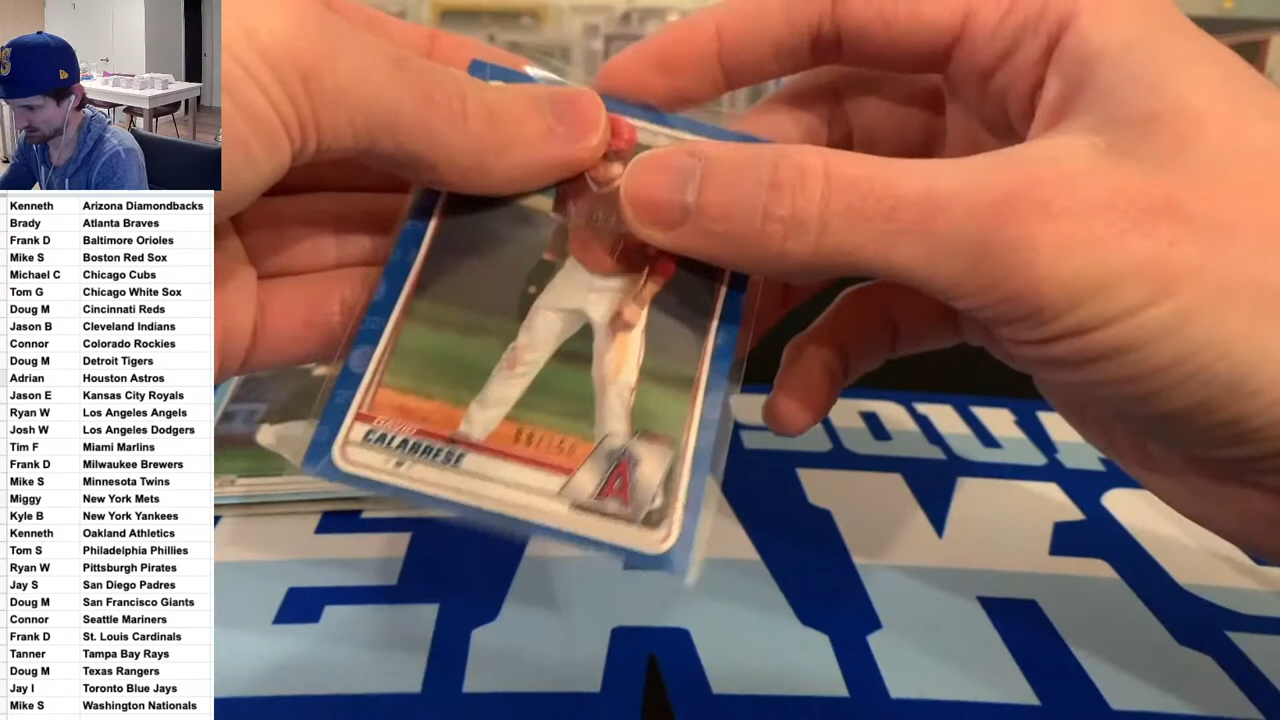 Kenneth Arizona Diamondbacks
Brady Atlanta Braves
Frank D Baltimore Orioles
Mike S Boston Red Sox
Michael C Chicago Cubs
Tom G Chicago White Sox
Doug M Cincinnati Reds
Jason B Cleveland Indians
Connor Colorado Rockies
Doug M Detroit Tigers
Adrian Houston Astros
Jason E Kansas City Royals
Ryan W Los Angeles Angels
Josh W Los Angeles Dodgers
Tim F Miami Marlins
Frank D Milwaukee Brewers
Mike S Minnesota Twins
Miggy New York Mets
Kyle B New York Yankees
Kenneth Oakland Athletics
Tom S Philadelphia Phillies
Ryan W Pittsburgh Pirates
Jay S San Diego Padres
Doug M San Francisco Giants
Connor Seattle Mariners
Frank D St. Louis Cardinals
Tanner Tampa Bay Rays
Doug M Texas Rangers
Jay I Toronto Blue Jays
Mike S Washington Nationals
CALABRESE
A
SQU